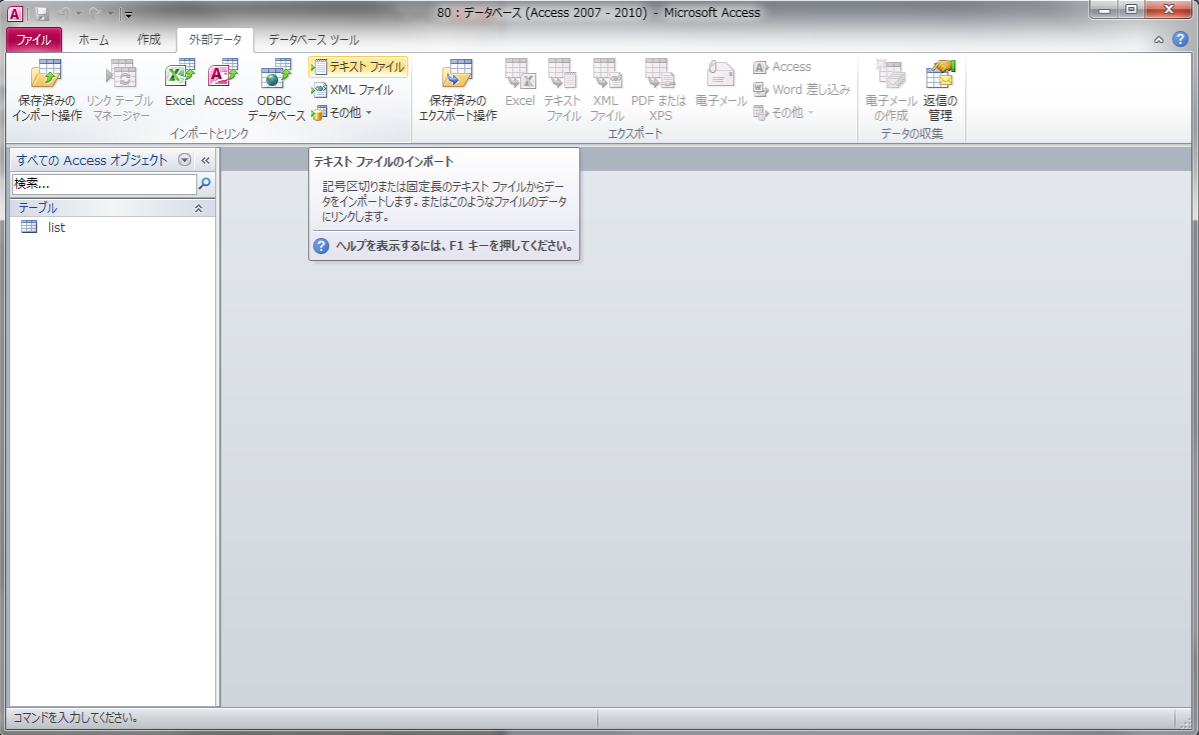 80 : データベース (Access 2007 - 2010) - Microsoft Access
ファイル ホーム 作成 外部データ データベース ツール
保存済みの
インポート操作
リンク テーブル
マネージャー
Excel
Access
ODBC
データベース
テキスト ファイル
XML ファイル
その他
インポートとリンク
保存済みの
エクスポート操作
Excel
テキスト
ファイル
XML
ファイル
PDF または
XPS
電子メール
Access
Word 差し込み
その他
エクスポート
電子メール
の作成
返信の
管理
データの収集
すべての Access オブジェクト
検索...
テーブル
list
テキスト ファイルのインポート
記号区切りまたは固定長のテキスト ファイルからデー
タをインポートします。またはこのようなファイルのデータ
にリンクします。
ヘルプを表示するには、F1 キーを押してください。
コマンドを入力してください。